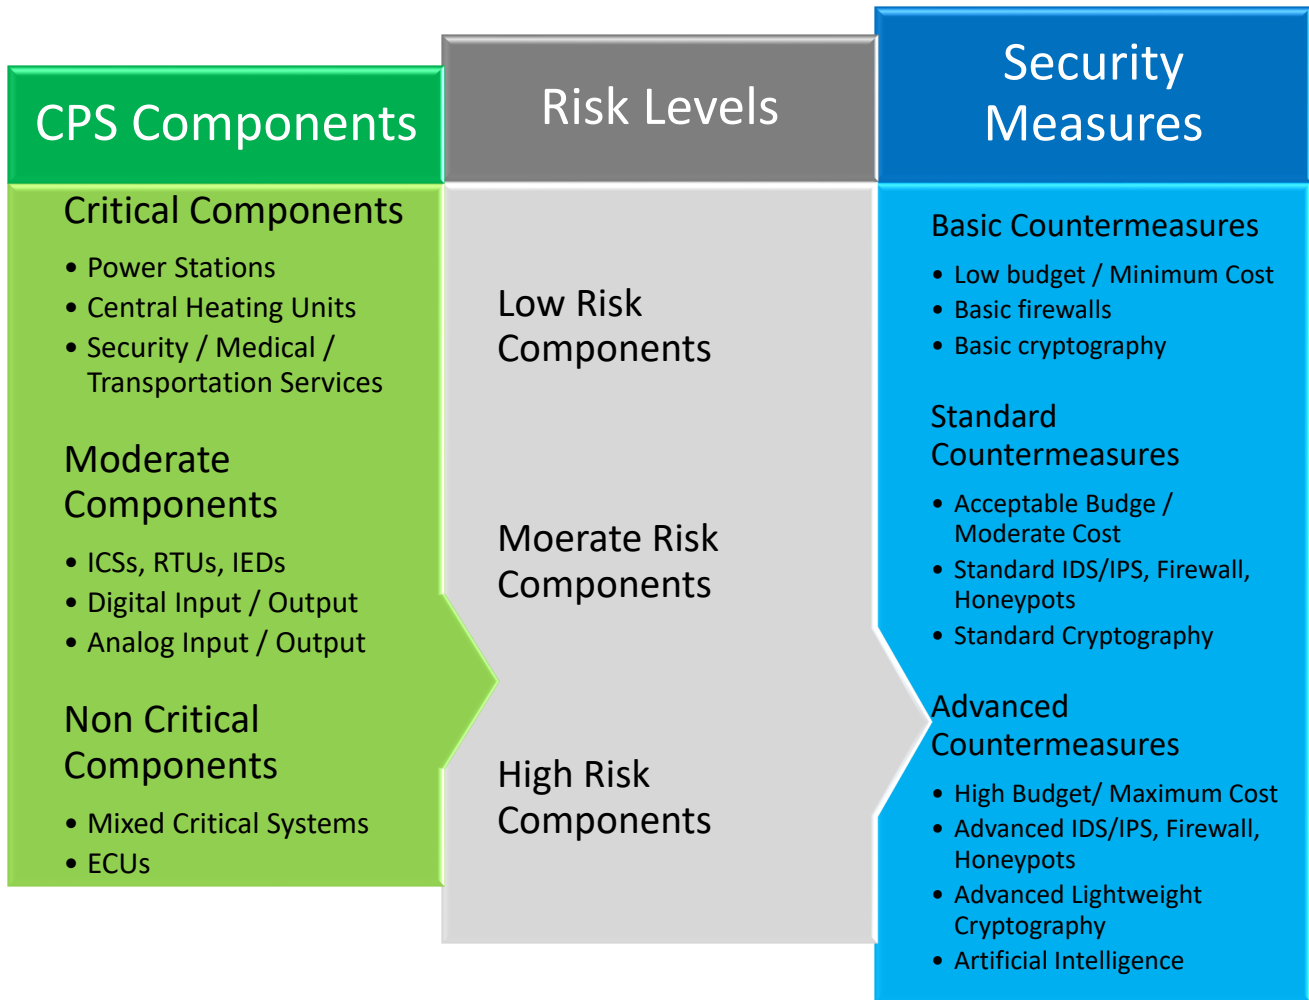 CPS Components
Critical Components
• Power Stations
• Central Heating Units
• Security / Medical /
Transportation Services
Moderate
Components
• ICSs, RTUs, IEDs
• Digital Input / Output
• Analog Input / Output
Non Critical
Components
• Mixed Critical Systems
• ECUs
Risk Levels
Low Risk
Components
Moerate Risk
Components
High Risk
Components
Security
Measures
Basic Countermeasures
• Low budget / Minimum Cost
• Basic firewalls
• Basic cryptography
Standard
Countermeasures
• Acceptable Budge /
Moderate Cost
• Standard IDS/IPS, Firewall,
Honeypots
• Standard Cryptography
Advanced
Countermeasures
• High Budget/ Maximum Cost
• Advanced IDS/IPS, Firewall,
Honeypots
• Advanced Lightweight
Cryptography
• Artificial Intelligence